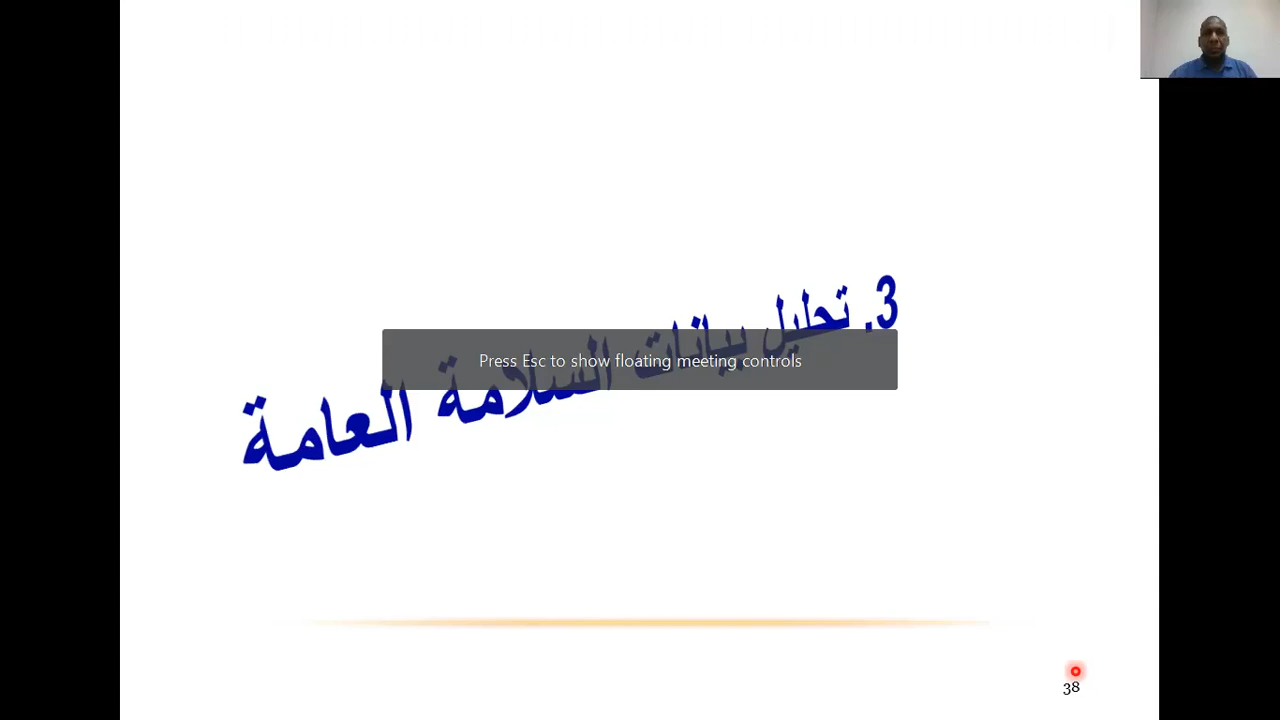 3. تحليل بيانات السلامة العامة
Press Esc to show floating meeting controls
38